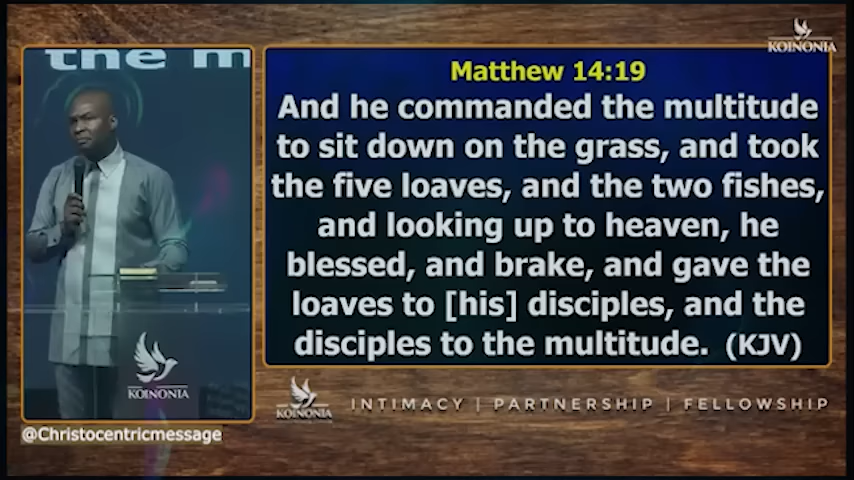 the m
KOINONIA
Matthew 14:19
And he commanded the multitude
to sit down on the grass, and took
the five loaves, and the two fishes,
and looking up to heaven, he
blessed, and brake, and gave the
loaves to [his] disciples, and the
disciples to the multitude. (KJV)
KOINONIA
KOINONIA
INTIMACY | PARTNERSHIP | FELLOWSHIP
@Christocentricmessage